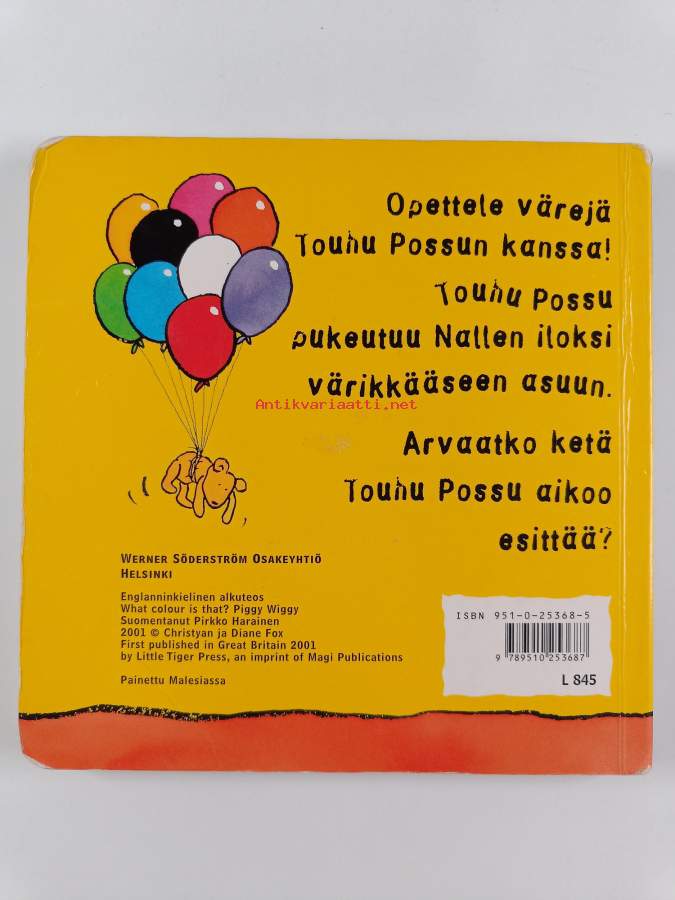 Opettele värejä
Touhu Possun kanssa!
Touhu Possu
pukeutuu Nallen iloksi
värikkääseen asuun.
Antikvariaatti.net
Arvaatko ketä
Touhu Possu aikoo
esittää?
WERNER SÖDERSTRÖM OSAKEYHTIÖ
HELSINKI
Englanninkielinen alkuteos
What colour is that? Piggy Wiggy
Suomentanut Pirkko Harainen
2001 © Christyan ja Diane Fox
First published in Great Britain 2001
by Little Tiger Press, an imprint of Magi Publications
Painettu Malesiassa
ISBN 951-0-25368-5
9 789510 253687
L 845